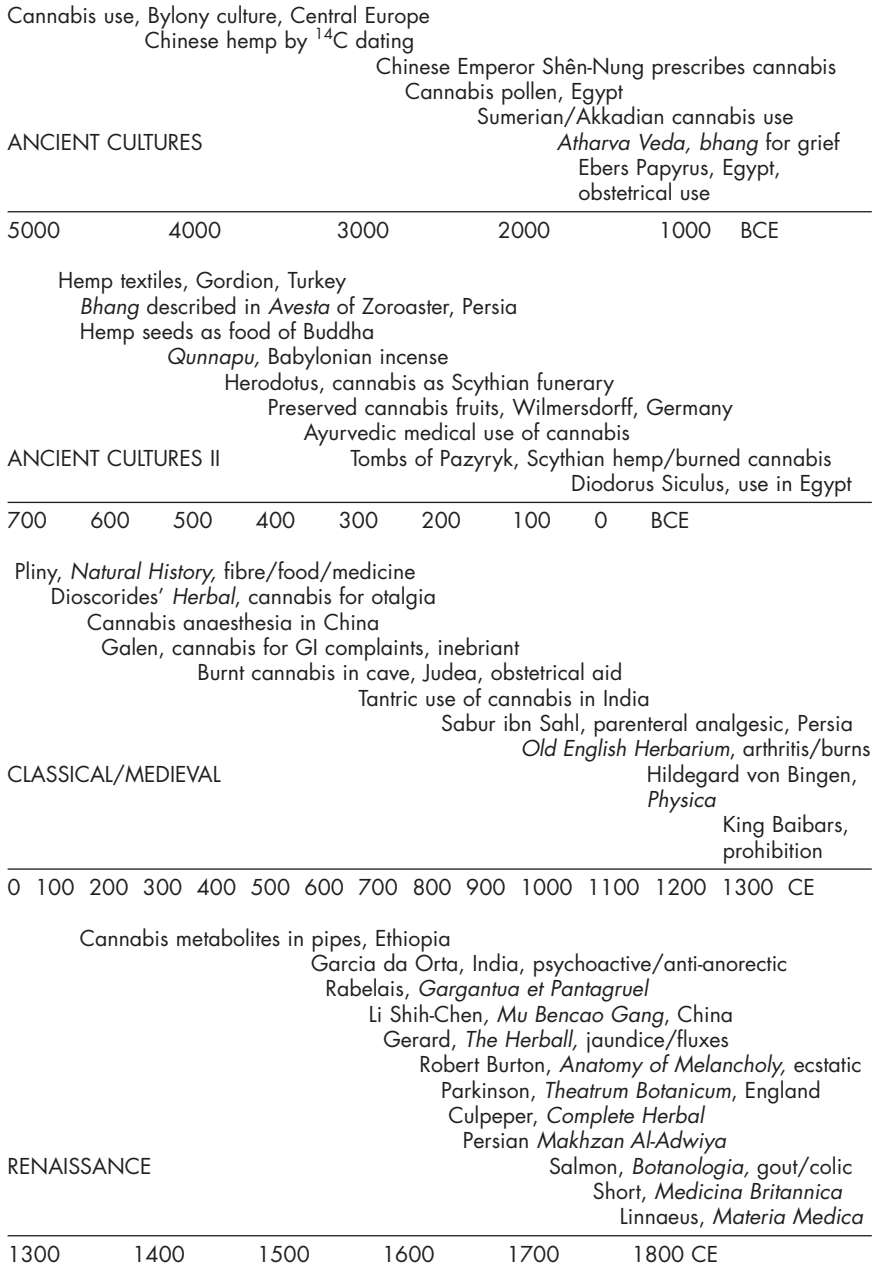 Cannabis use, Bylony culture, Central Europe
Chinese hemp by ¹⁴C dating
Chinese Emperor Shên-Nung prescribes cannabis
Cannabis pollen, Egypt
Sumerian/Akkadian cannabis use
ANCIENT CULTURES Atharva Veda, bhang for grief
Ebers Papyrus, Egypt,
obstetrical use
5000 4000 3000 2000 1000 BCE
Hemp textiles, Gordion, Turkey
Bhang described in Avesta of Zoroaster, Persia
Hemp seeds as food of Buddha
Qunnapu, Babylonian incense
Herodotus, cannabis as Scythian funerary
Preserved cannabis fruits, Wilmersdorff, Germany
Ayurvedic medical use of cannabis
ANCIENT CULTURES II Tombs of Pazyryk, Scythian hemp/burned cannabis
Diodorus Siculus, use in Egypt
700 600 500 400 300 200 100 0 BCE
Pliny, Natural History, fibre/food/medicine
Dioscorides’ Herbal, cannabis for otalgia
Cannabis anaesthesia in China
Galen, cannabis for GI complaints, inebriant
Burnt cannabis in cave, Judea, obstetrical aid
Tantric use of cannabis in India
Sabur ibn Sahl, parenteral analgesic, Persia
Old English Herbarium, arthritis/burns
CLASSICAL/MEDIEVAL Hildegard von Bingen,
Physica
King Baibars,
prohibition
0 100 200 300 400 500 600 700 800 900 1000 1100 1200 1300 CE
Cannabis metabolites in pipes, Ethiopia
Garcia da Orta, India, psychoactive/anti-anorectic
Rabelais, Gargantua et Pantagruel
Li Shih-Chen, Mu Bencao Gang, China
Gerard, The Herball, jaundice/fluxes
Robert Burton, Anatomy of Melancholy, ecstatic
Parkinson, Theatrum Botanicum, England
Culpeper, Complete Herbal
Persian Makhzan Al-Adwiya
RENAISSANCE Salmon, Botanologia, gout/colic
Short, Medicina Britannica
Linnaeus, Materia Medica
1300 1400 1500 1600 1700 1800 CE